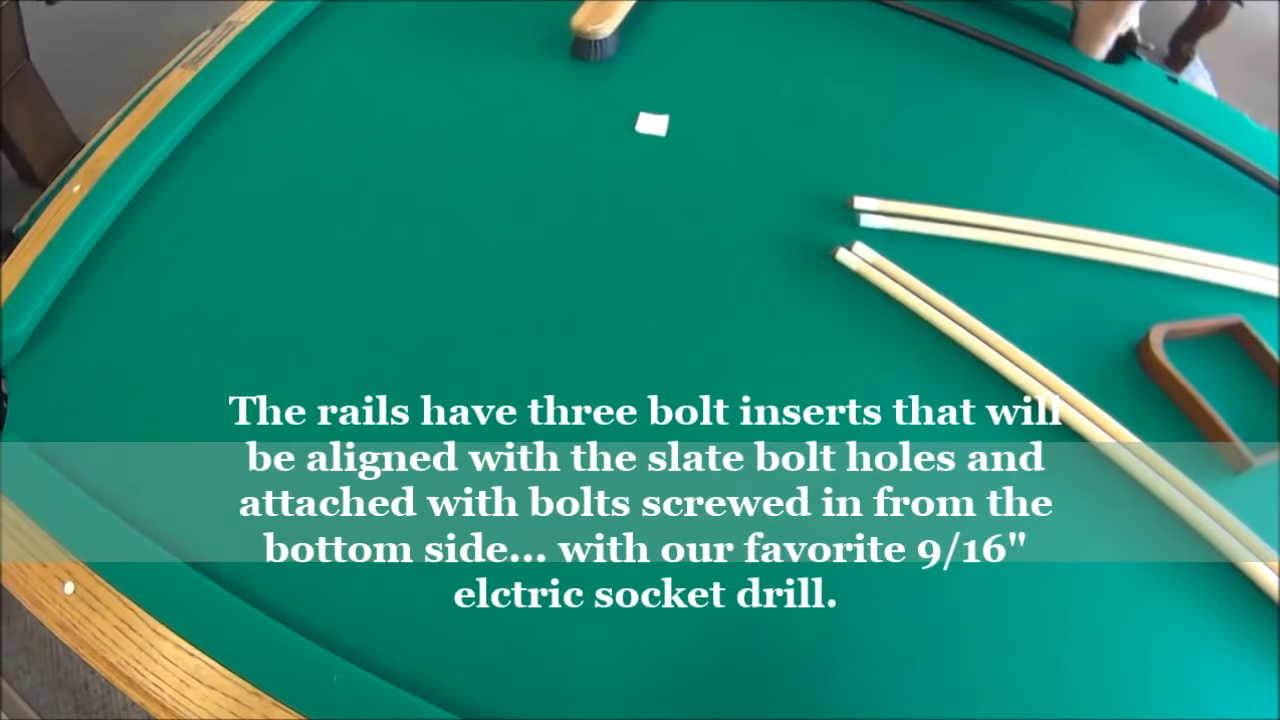 The rails have three bolt inserts that will
be aligned with the slate bolt holes and
attached with bolts screwed in from the
bottom side... with our favorite 9/16"
elctric socket drill.